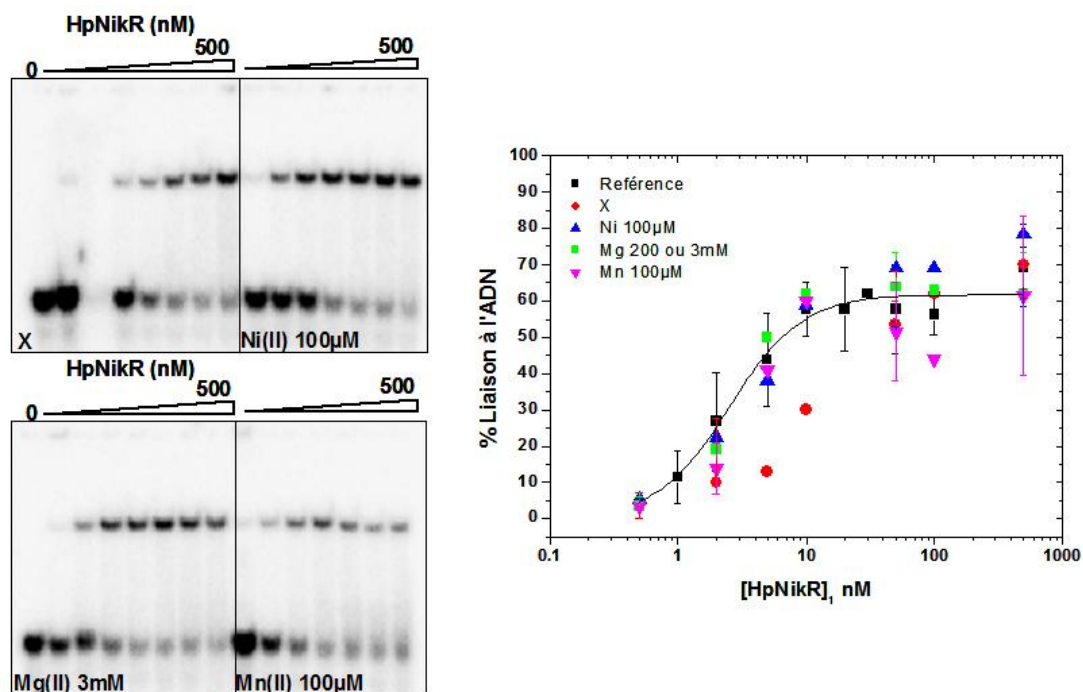 HpNikR (nM)
0
500
500
X
Ni(II) 100µM
HpNikR (nM)
0
500
500
Mg(II) 3mM
Mn(II) 100µM
% Liaison à l'ADN
100
90
80
70
60
50
40
30
20
10
0
Reférence
X
Ni 100µM
Mg 200 ou 3mM
Mn 100µM
0.1
1
10
100
1000
[HpNikR]₁ nM